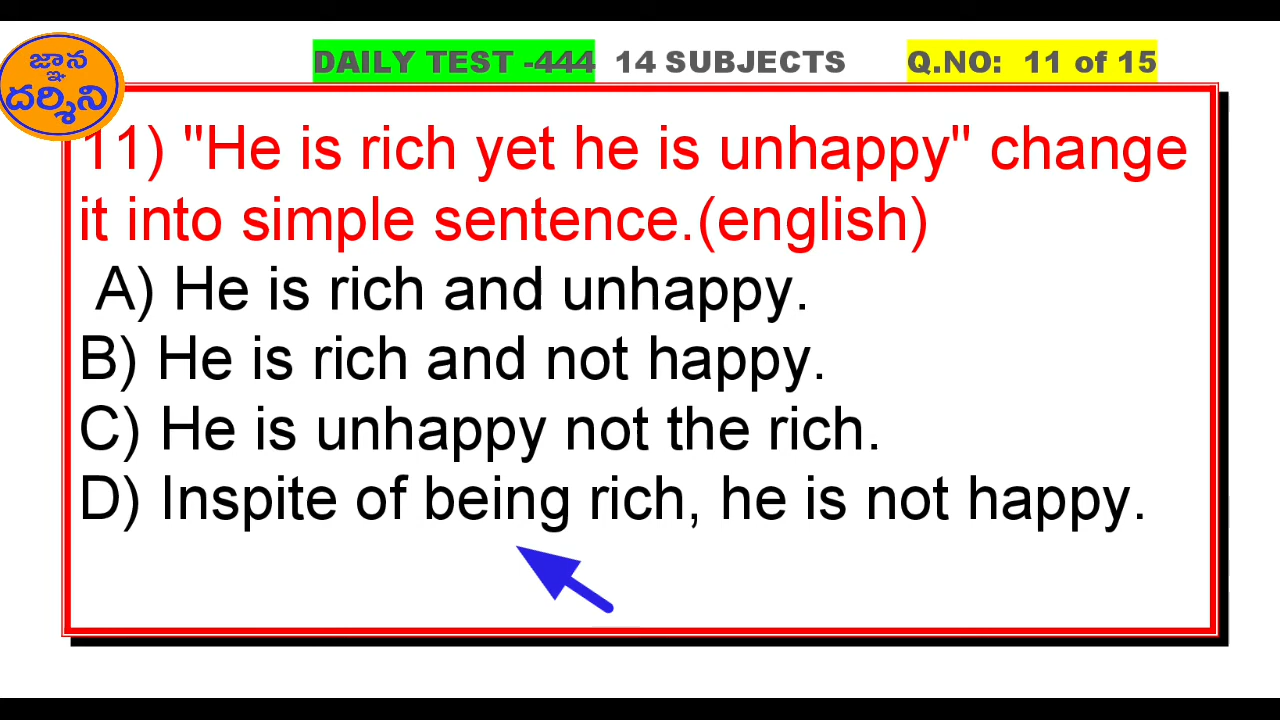 జ్ఞాన
దర్శిని
DAILY TEST -444 14 SUBJECTS Q.NO: 11 of 15
11) "He is rich yet he is unhappy" change
it into simple sentence.(english)
A) He is rich and unhappy.
B) He is rich and not happy.
C) He is unhappy not the rich.
D) Inspite of being rich, he is not happy.